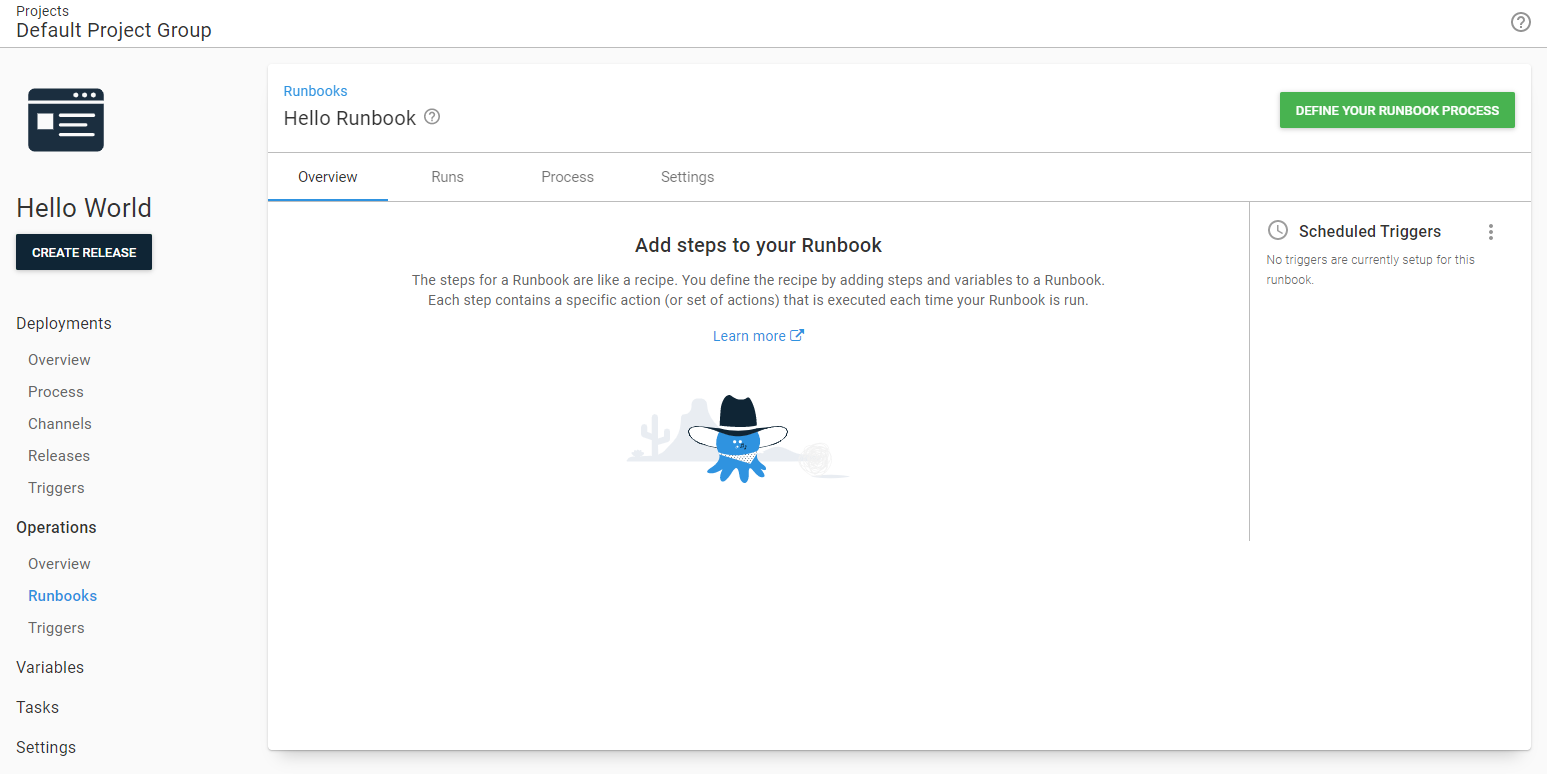 Projects
Default Project Group
Hello World
CREATE RELEASE
Deployments
Overview
Process
Channels
Releases
Triggers
Operations
Overview
Runbooks
Triggers
Variables
Tasks
Settings
Runbooks
Hello Runbook
DEFINE YOUR RUNBOOK PROCESS
Overview Runs Process Settings
Add steps to your Runbook
The steps for a Runbook are like a recipe. You define the recipe by adding steps and variables to a Runbook.
Each step contains a specific action (or set of actions) that is executed each time your Runbook is run.
Learn more
Scheduled Triggers
No triggers are currently setup for this
runbook.